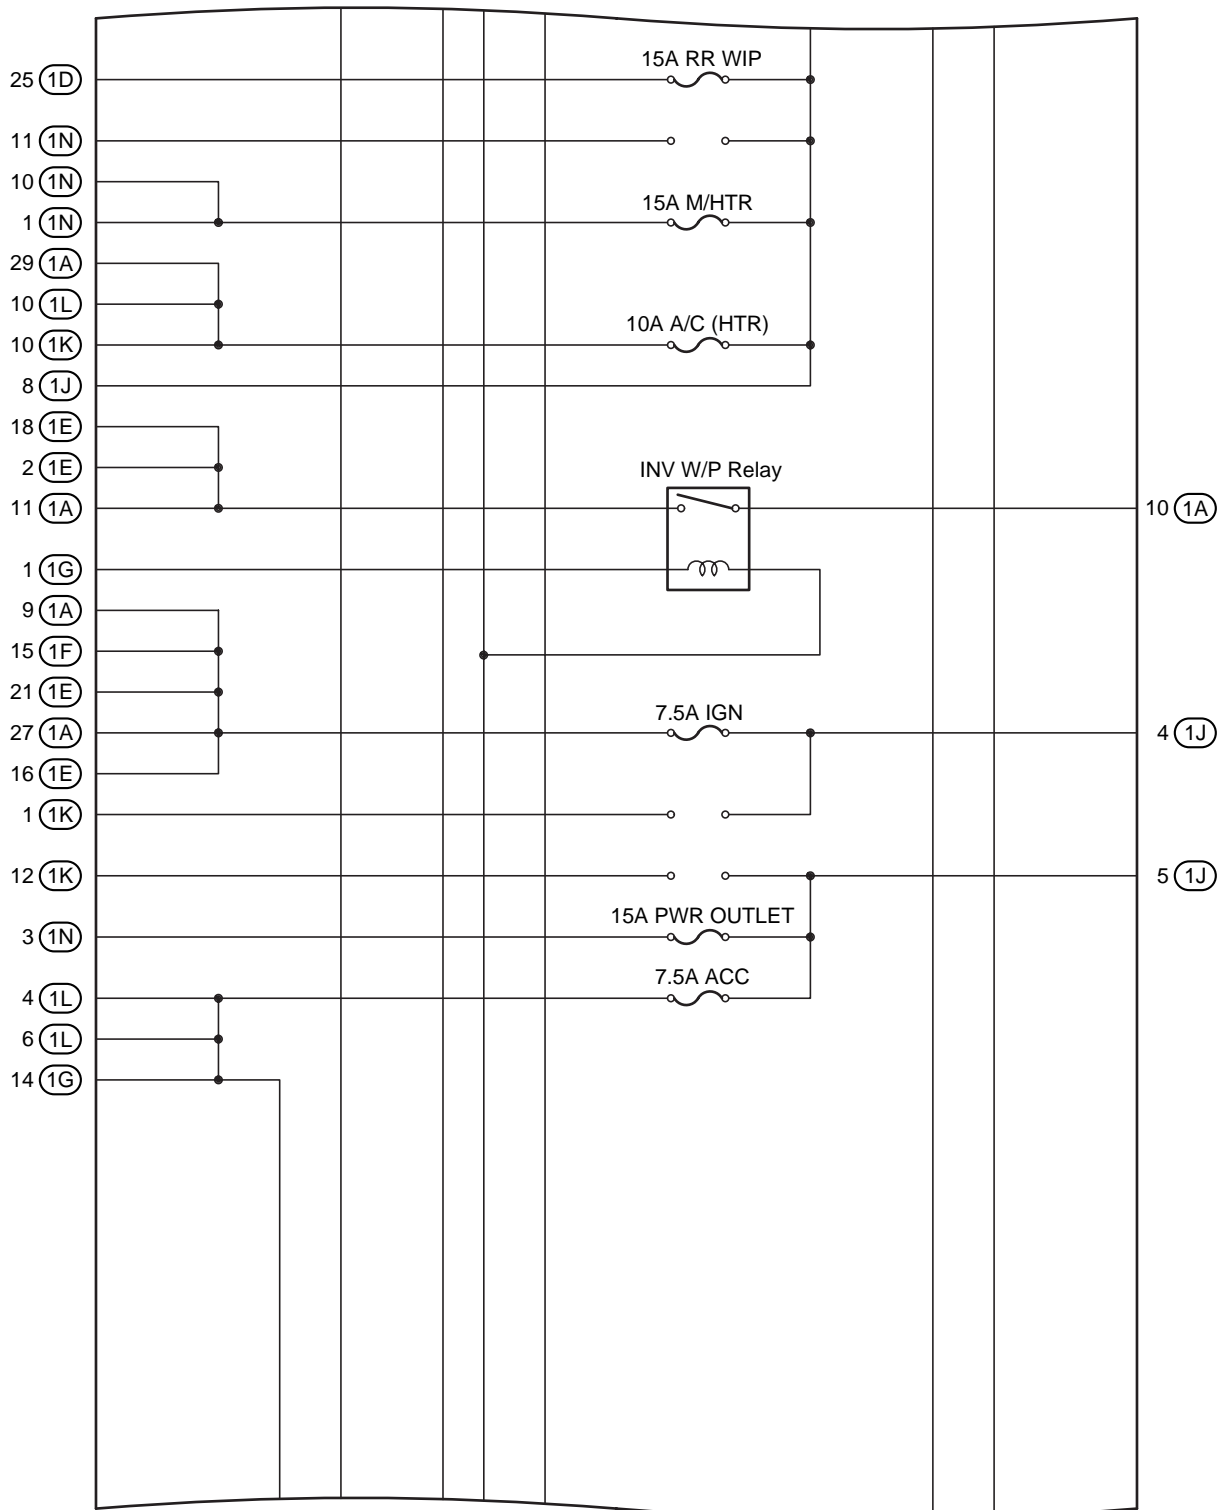 15A RR WIP
25 1D
11 1N
10 1N
15A M/HTR
1 1N
29 1A
10 1L
10A A/C (HTR)
10 1K
8 1J
18 1E
2 1E
INV W/P Relay
11 1A
10 1A
1 1G
9 1A
15 1F
21 1E
7.5A IGN
27 1A
4 1J
16 1E
1 1K
12 1K
5 1J
15A PWR OUTLET
3 1N
7.5A ACC
4 1L
6 1L
14 1G